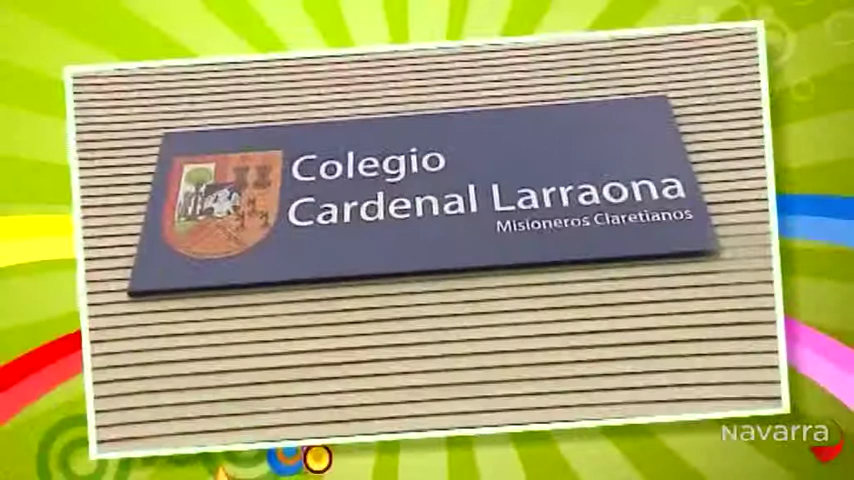 Colegio
Cardenal Larraona
Misioneros Claretianos
Navarra